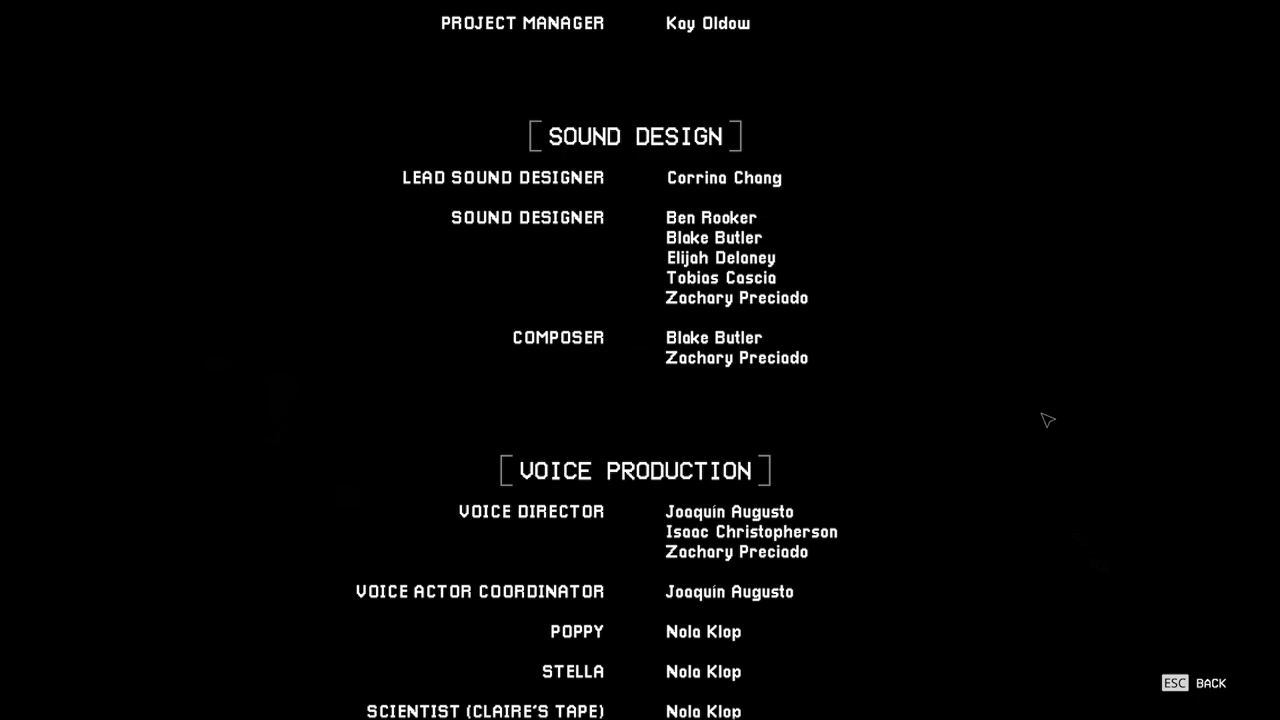 PROJECT MANAGER Kay Oldow
SOUND DESIGN
LEAD SOUND DESIGNER Corrina Chang
SOUND DESIGNER Ben Rooker
Blake Butler
Elijah Delaney
Tobias Cascia
Zachary Preciado
COMPOSER Blake Butler
Zachary Preciado
VOICE PRODUCTION
VOICE DIRECTOR Joaquín Augusto
Isaac Christopherson
Zachary Preciado
VOICE ACTOR COORDINATOR Joaquín Augusto
POPPY Nola Klop
STELLA Nola Klop
SCIENTIST (CLAIRE'S TAPE) Nola Klop
ESC BACK